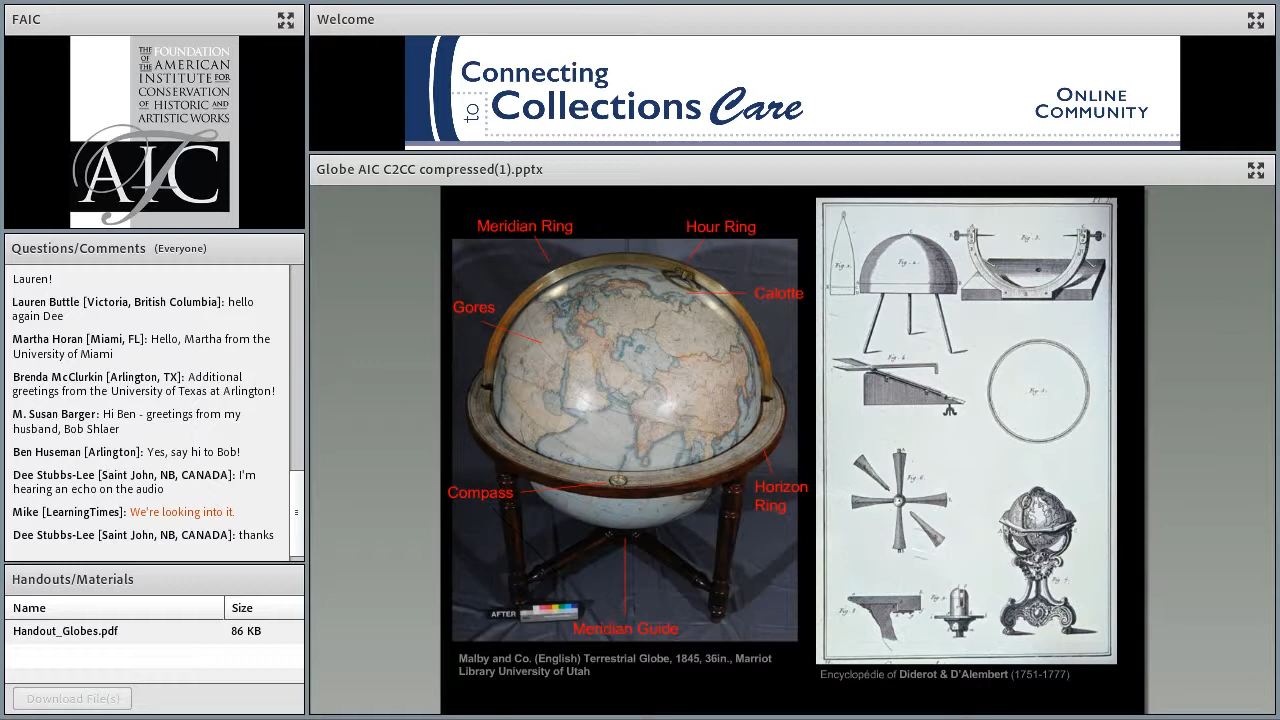 FAIC
THE FOUNDATION
OF THE AMERICAN
INSTITUTE FOR
CONSERVATION
OF HISTORIC AND
ARTISTIC WORKS
AIC
Welcome
Connecting
to Collections Care
ONLINE
COMMUNITY
Questions/Comments (Everyone)
Lauren!
LeeAnn
hello
again Dee
Martha Horan [Miami, FL]: Hello, Martha from the
University of Miami
Brenda McClurkin [Arlington, TX]: Additional
greetings from the University of Texas at Arlington!
M. Susan Barger: Hi Ben - greetings from my
husband, Bob Shlaer
Ben Huseman [Arlington]: Yes, say hi to Bob!
Dee Stubbs-Lee [Saint John, NB, CANADA]: I'm
hearing an echo on the audio
Mike [LearningTimes]: We're looking into it.
Dee Stubbs-Lee [Saint John, NB, CANADA]: thanks
Handouts/Materials
Name Size
Handout_Globes.pdf 86 KB
Download File(s)
Globe AIC C2CC compressed(1).pptx
Meridian Ring
Hour Ring
Calotte
Gores
Compass
Horizon
Ring
Meridian Guide
AFTER
Malby and Co. (English) Terrestrial Globe, 1845, 36in., Marriot
Library University of Utah
Encyclopédie of Diderot & D'Alembert (1751-1777)